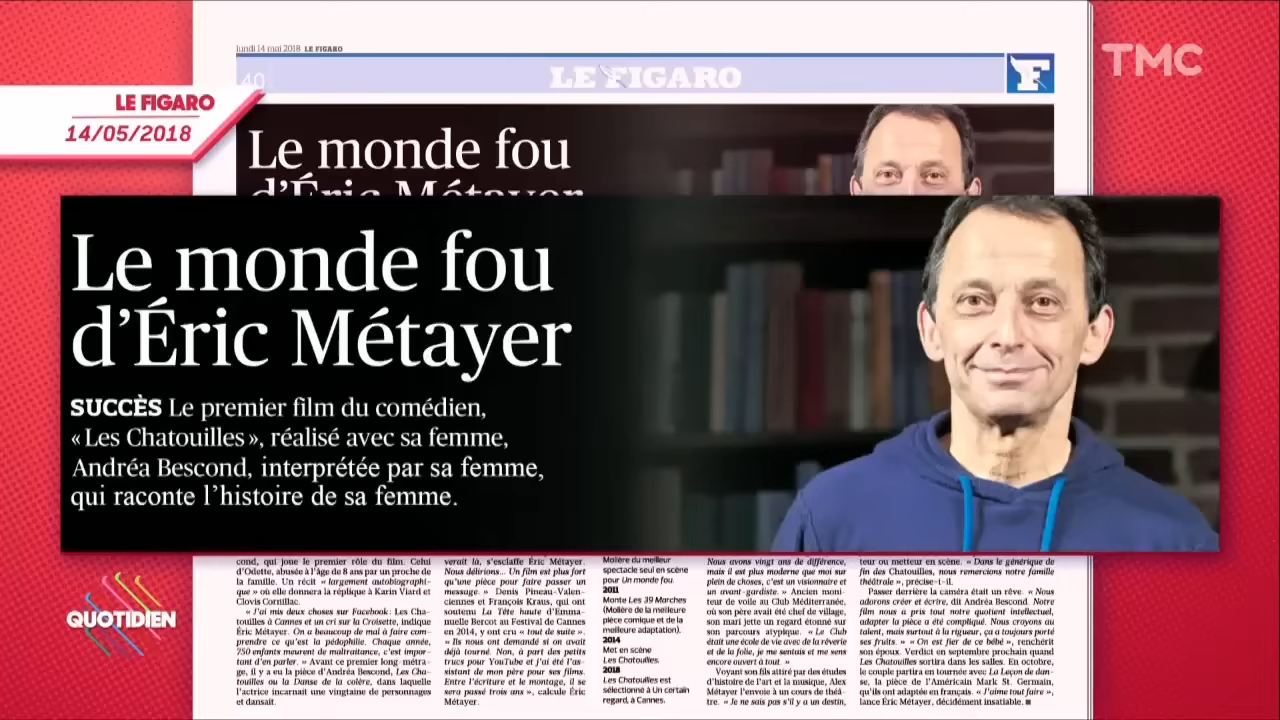 lundi 14 mai 2018 LE FIGARO
40
LE FIGARO
F
TMC
LE FIGARO
14/05/2018
Le monde fou
d'Éric Métayer
Le monde fou
d'Éric Métayer
SUCCÈS Le premier film du comédien,
« Les Chatouilles », réalisé avec sa femme,
Andréa Bescond, interprétée par sa femme,
qui raconte l'histoire de sa femme.
QUOTIDIEN
cond, qui joue le premier rôle du film. Celui
d'Odette, abusée à l'âge de 8 ans par un proche de
la famille. Un récit « largement autobiographi-
que » où elle donnera la réplique à Karin Viard et
Clovis Cornillac.
« J'ai mis deux choses sur Facebook : Les Cha-
touilles à Cannes et un cri sur la Croisette, indique
Éric Métayer. On a beaucoup de mal à faire com-
prendre ce qu'est la pédophilie. Chaque année,
750 enfants meurent de maltraitance, c'est impor-
tant d'en parler. » Avant ce premier long-métra-
ge, il y a eu la pièce d'Andréa Bescond, Les Cha-
touilles ou la Danse de la colère, dans laquelle
l'actrice incarnait une vingtaine de personnages
et dansait.
verait là, s'esclaffe Éric Métayer.
Nous délirions... Un film est plus fort
qu'une pièce pour faire passer un
message. » Denis Pineau-Valen-
ciennes et François Kraus, qui ont
soutenu La Tête haute d'Emma-
nuelle Bercot au Festival de Cannes
en 2014, y ont cru « tout de suite ».
« Ils nous ont demandé si on avait
déjà tourné. Non, à part des petits
trucs pour YouTube et j'ai été l'as-
sistant de mon père pour ses films.
Entre l'écriture et le montage, il se
sera passé trois ans », calcule Éric
Métayer.
Molière du meilleur
spectacle seul en scène
pour Un monde fou.
2011
Monte Les 39 Marches
(Molière de la meilleure
pièce comique et de la
meilleure adaptation).
2014
Met en scène
Les Chatouilles.
2018
Les Chatouilles est
sélectionné à Un certain
regard, à Cannes.
Nous avons vingt ans de différence,
mais il est plus moderne que moi sur
plein de choses, c'est un visionnaire et
un avant-gardiste. » Ancien moni-
teur de voile au Club Méditerranée,
où son père avait été chef de village,
son mari jette un regard étonné sur
son parcours atypique. « Le Club
était une école de vie avec de la rêverie
et de la folie, je me sentais et me sens
encore ouvert à tout. »
Voyant son fils attiré par des études
d'histoire de l'art et la musique, Alex
Métayer l'envoie à un cours de théâ-
tre. « Je ne sais pas s'il y a un destin,
teur ou metteur en scène. « Dans le générique de
fin des Chatouilles, nous remercions notre famille
théâtrale », précise-t-il.
Passer derrière la caméra était un rêve. « Nous
adorons créer et écrire, dit Andréa Bescond. Notre
film nous a pris tout notre quotient intellectuel,
adapter la pièce a été compliqué. Nous croyons au
talent, mais surtout à la rigueur, ça a toujours porté
ses fruits. » « On est fier de ce bébé », renchérit
son époux. Verdict en septembre prochain quand
Les Chatouilles sortira dans les salles. En octobre,
le couple partira en tournée avec La Leçon de dan-
se, la pièce de l'Américain Mark St. Germain,
qu'ils ont adaptée en français. « J'aime tout faire »,
lance Éric Métayer, décidément insatiable. ■